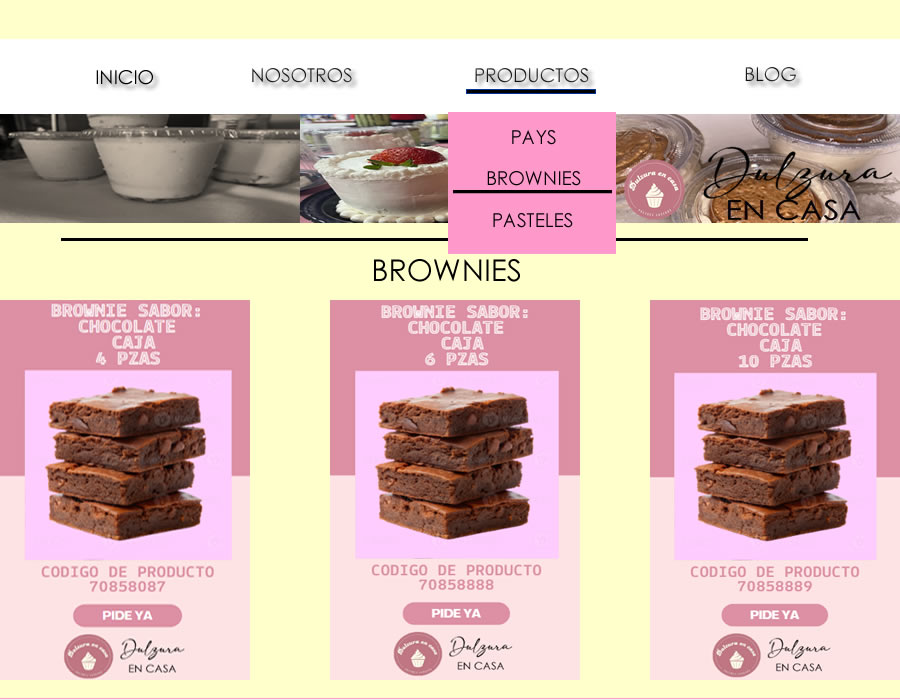 INICIO
NOSOTROS
PRODUCTOS
BLOG
PAYS
BROWNIES
PASTELES
Dulzura en casa
Dulzura
EN CASA
BROWNIES
BROWNIE SABOR:
CHOCOLATE
CAJA
4 PZAS
CODIGO DE PRODUCTO
70858087
PIDE YA
Dulzura en casa
Dulzura
EN CASA
BROWNIE SABOR:
CHOCOLATE
CAJA
6 PZAS
CODIGO DE PRODUCTO
70858888
PIDE YA
Dulzura en casa
Dulzura
EN CASA
BROWNIE SABOR:
CHOCOLATE
CAJA
10 PZAS
CODIGO DE PRODUCTO
70858889
PIDE YA
Dulzura en casa
Dulzura
EN CASA